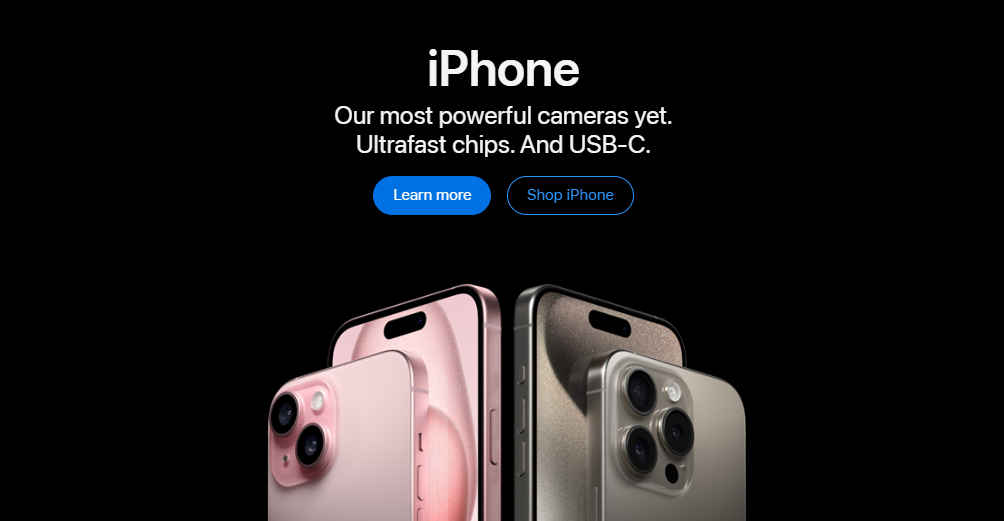 iPhone
Our most powerful cameras yet.
Ultrafast chips. And USB-C.
Learn more
Shop iPhone